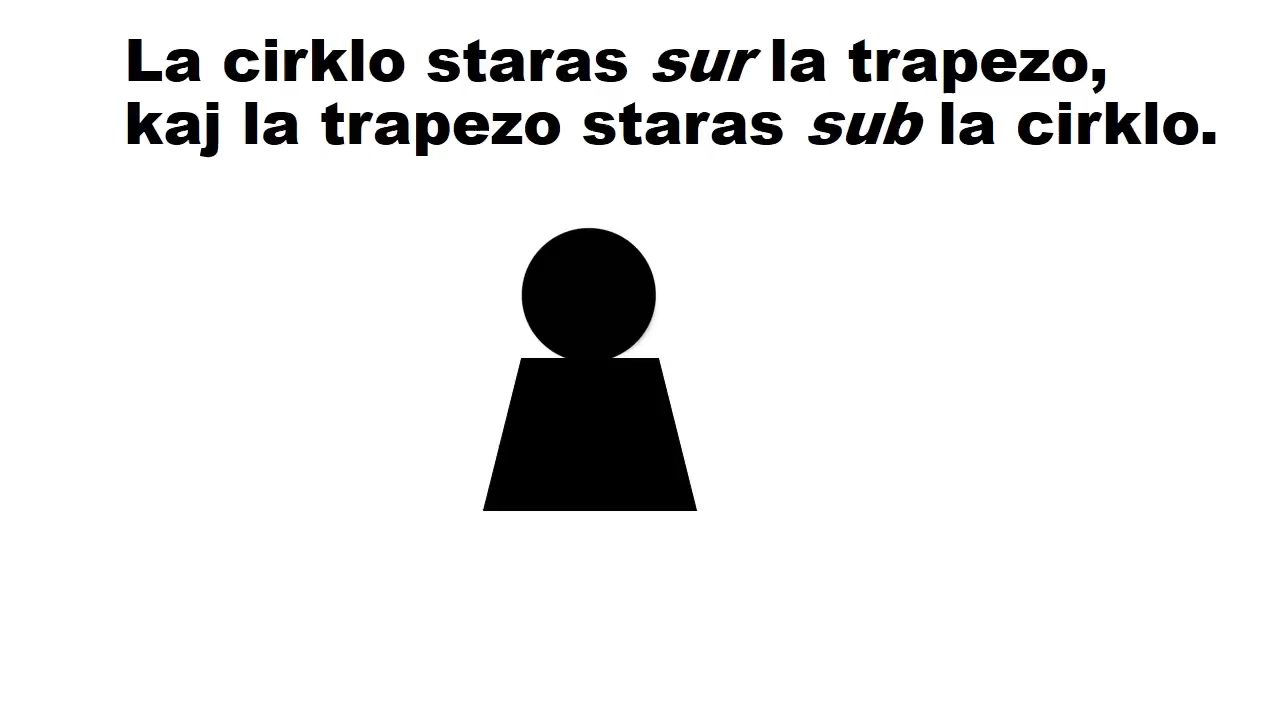 La cirklo staras sur la trapezo,
kaj la trapezo staras sub la cirklo.